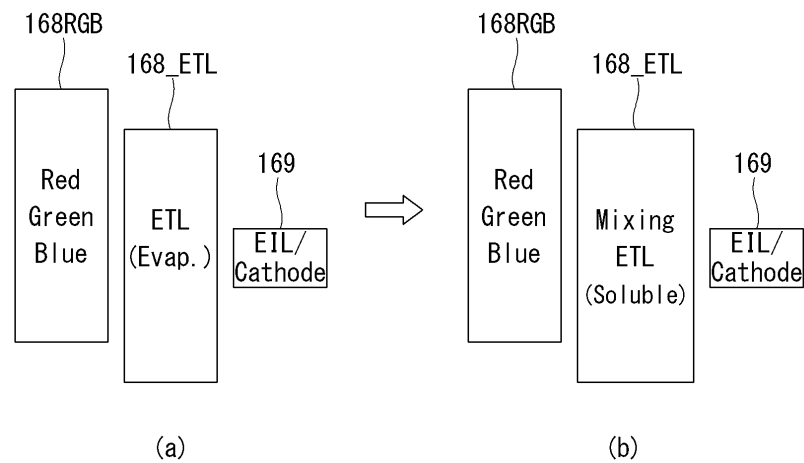 168RGB
168_ETL
169
Red
Green
Blue
ETL
(Evap.)
EIL/
Cathode
(a)
168RGB
168_ETL
169
Red
Green
Blue
Mixing
ETL
(Soluble)
EIL/
Cathode
(b)